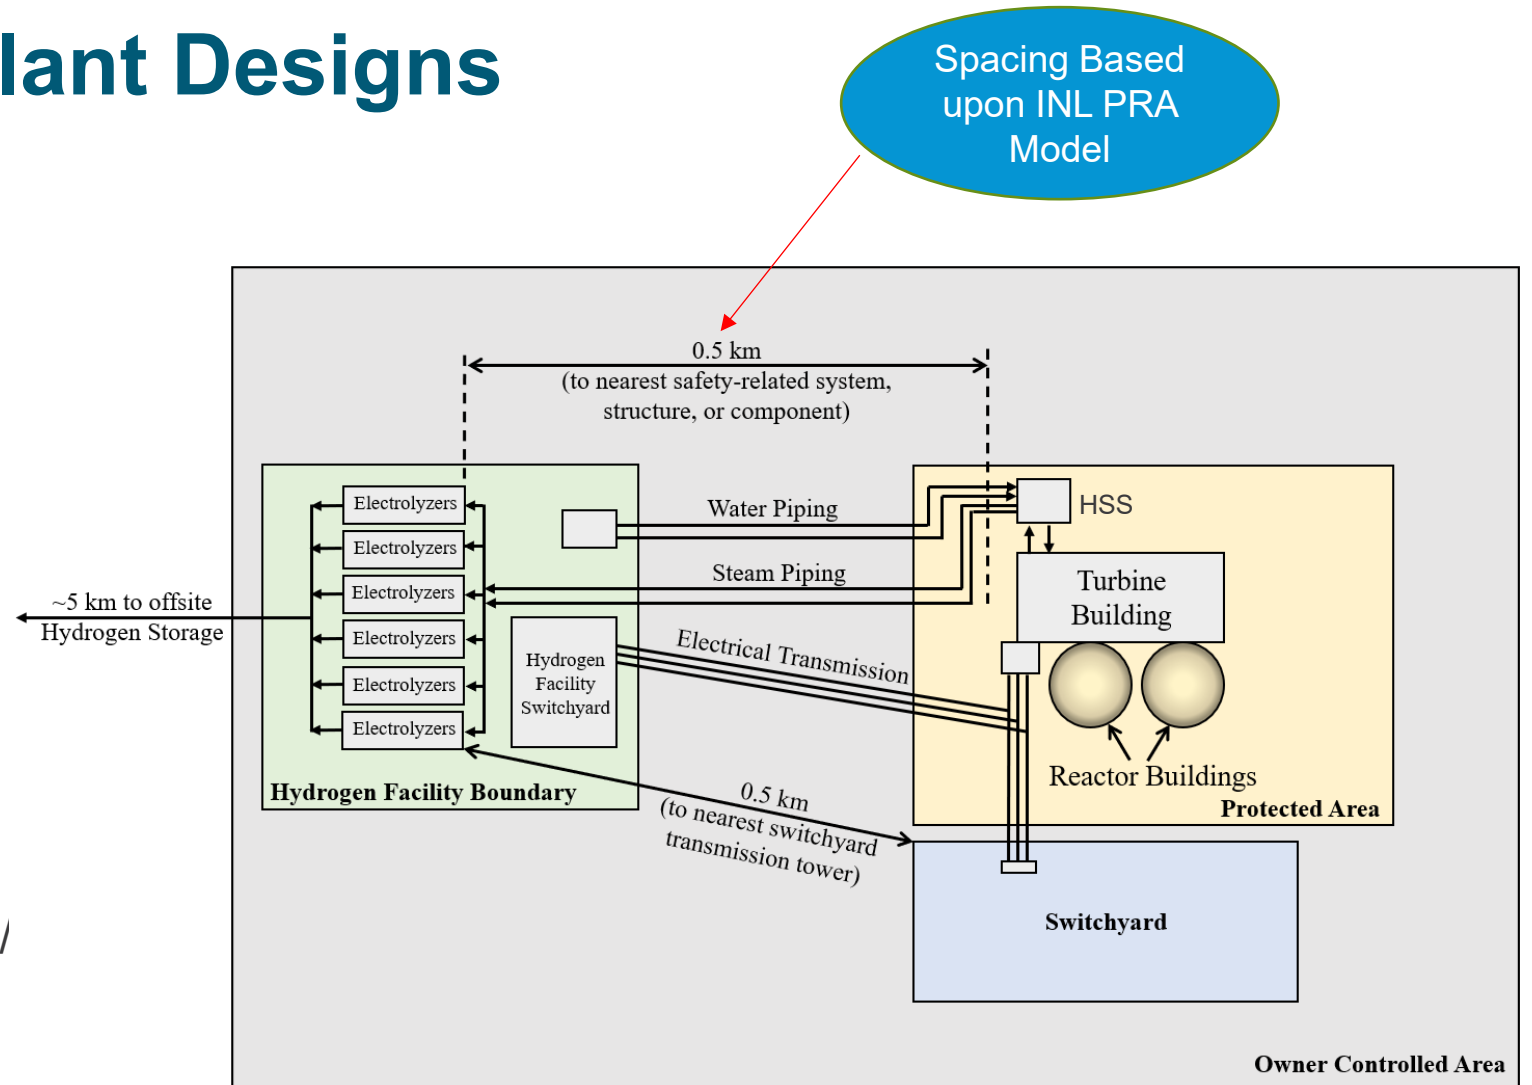 lant Designs
Spacing Based
upon INL PRA
Model
0.5 km
(to nearest safety-related system,
structure, or component)
Electrolyzers
Electrolyzers
Electrolyzers
Electrolyzers
Electrolyzers
Electrolyzers
Water Piping
HSS
Steam Piping
Turbine
Building
~5 km to offsite
Hydrogen Storage
Hydrogen
Facility
Switchyard
Electrical Transmission
Reactor Buildings
Hydrogen Facility Boundary
Protected Area
0.5 km
(to nearest switchyard
transmission tower)
Switchyard
Owner Controlled Area